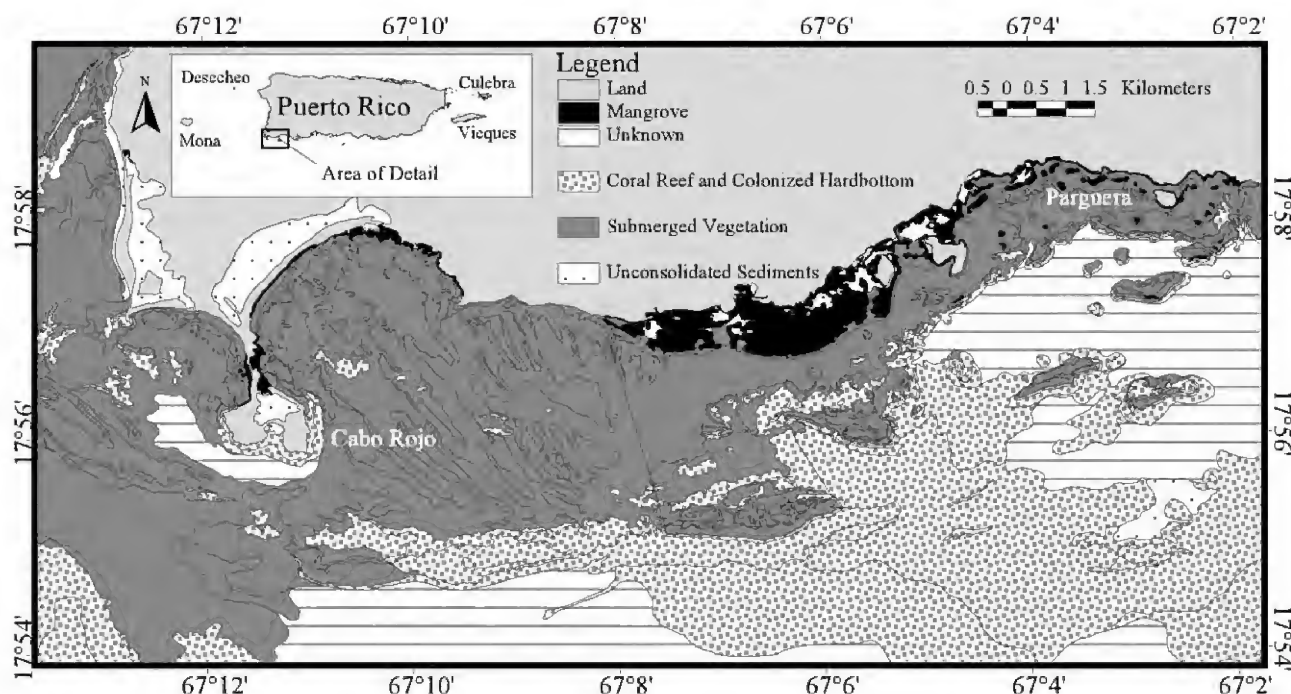 67°12' 67°10' 67°8' 67°6' 67°4' 67°2'
N
Desecheo
Culebra
Puerto Rico
Mona
Vieques
Area of Detail
Legend
Land
Mangrove
Unknown
Coral Reef and Colonized Hardbottom
Submerged Vegetation
Unconsolidated Sediments
0.5 0 0.5 1 1.5 Kilometers
Parguera
Cabo Rojo
17°58'
17°56'
17°54'
17°58'
17°56'
17°54'
67°12' 67°10' 67°8' 67°6' 67°4' 67°2'